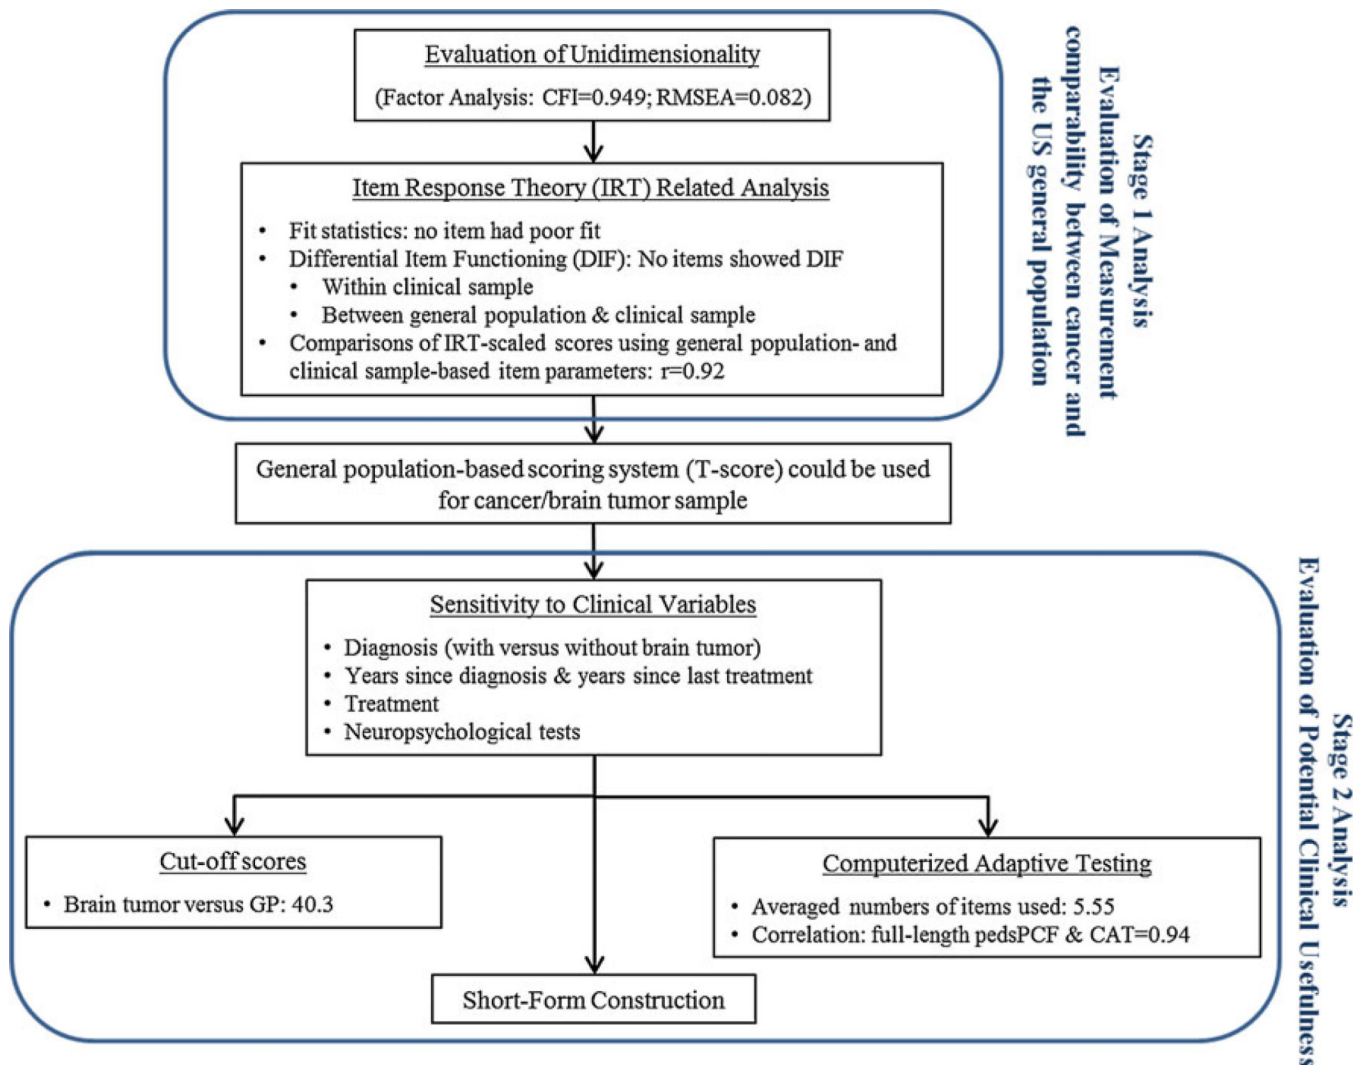 Evaluation of Unidimensionality
(Factor Analysis: CFI=0.949; RMSEA=0.082)
Item Response Theory (IRT) Related Analysis
• Fit statistics: no item had poor fit
• Differential Item Functioning (DIF): No items showed DIF
• Within clinical sample
• Between general population & clinical sample
• Comparisons of IRT-scaled scores using general population- and
clinical sample-based item parameters: r=0.92
Stage 1 Analysis
Evaluation of Measurement
comparability between cancer and
the US general population
General population-based scoring system (T-score) could be used
for cancer/brain tumor sample
Sensitivity to Clinical Variables
• Diagnosis (with versus without brain tumor)
• Years since diagnosis & years since last treatment
• Treatment
• Neuropsychological tests
Cut-off scores
• Brain tumor versus GP: 40.3
Computerized Adaptive Testing
• Averaged numbers of items used: 5.55
• Correlation: full-length pedsPCF & CAT=0.94
Short-Form Construction
Stage 2 Analysis
Evaluation of Potential Clinical Usefulness